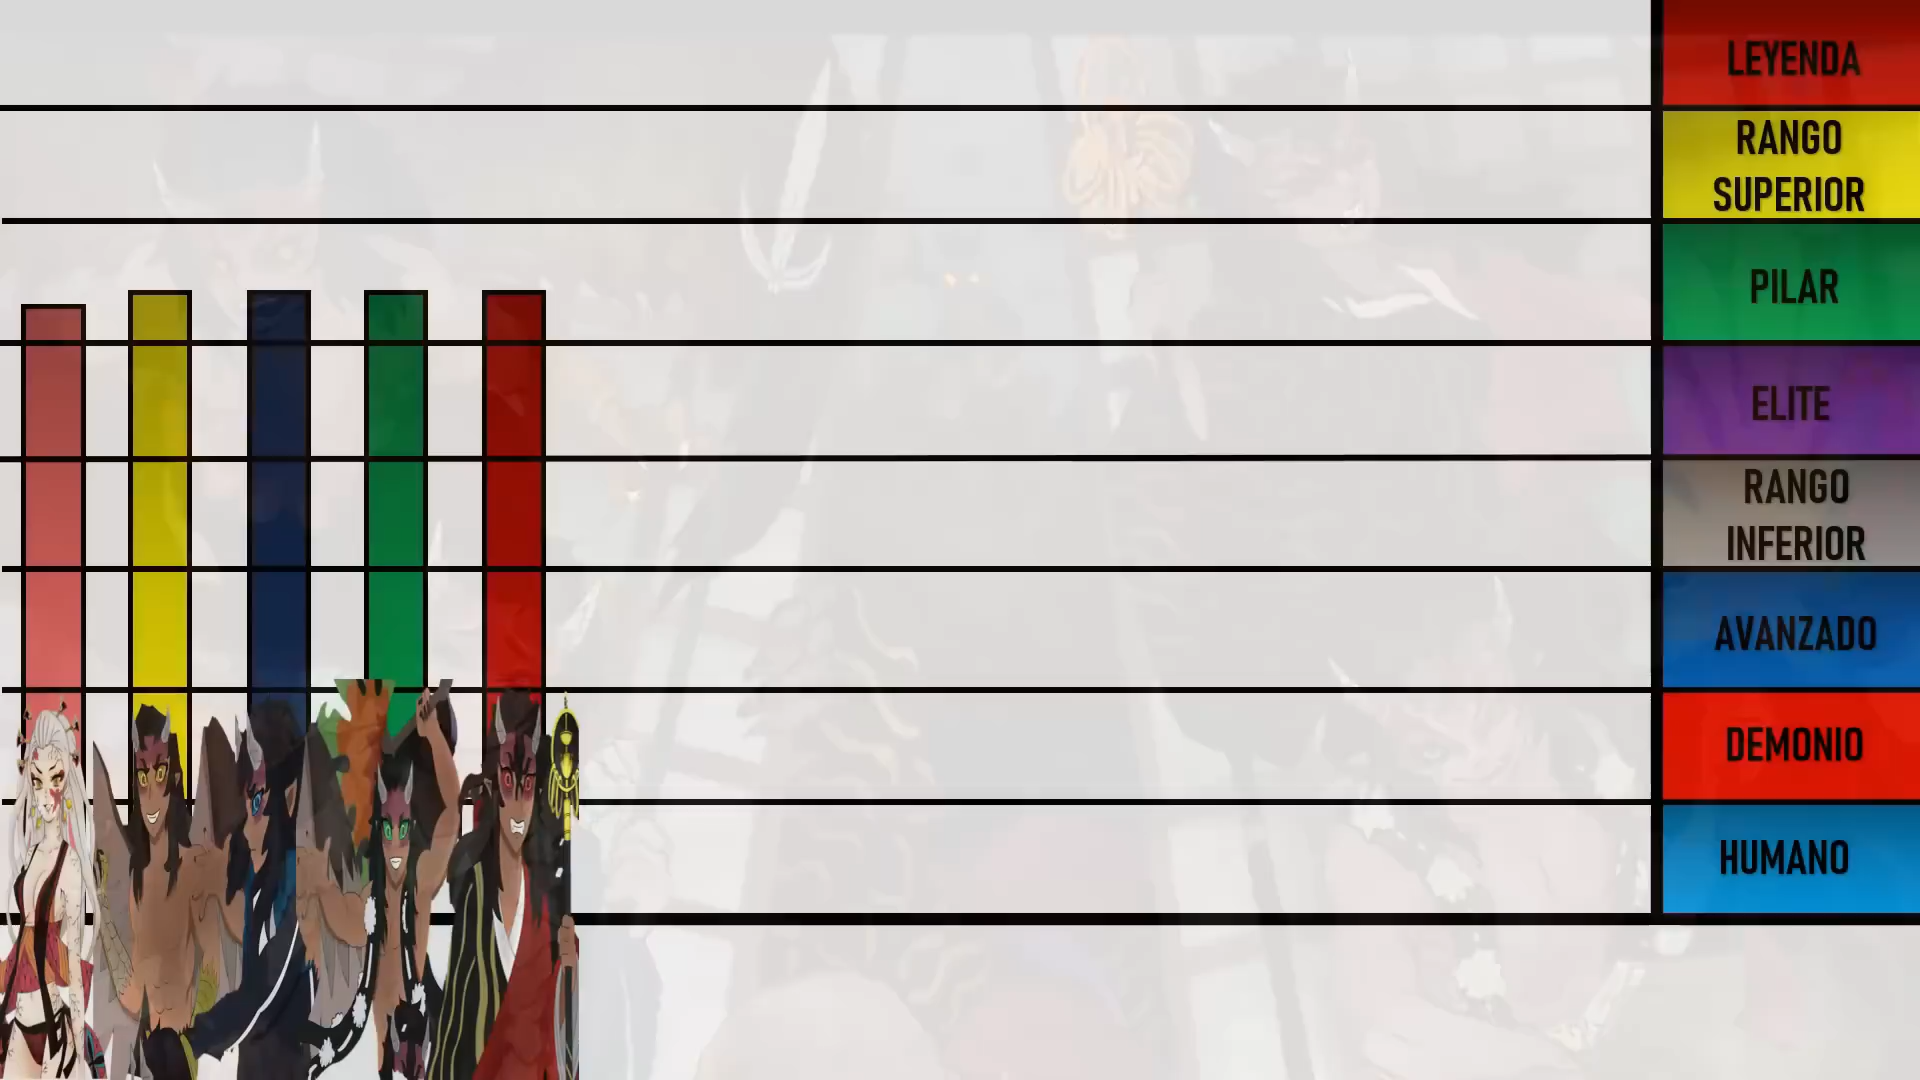 LEYENDA
RANGO
SUPERIOR
PILAR
ELITE
RANGO
INFERIOR
AVANZADO
DEMONIO
HUMANO